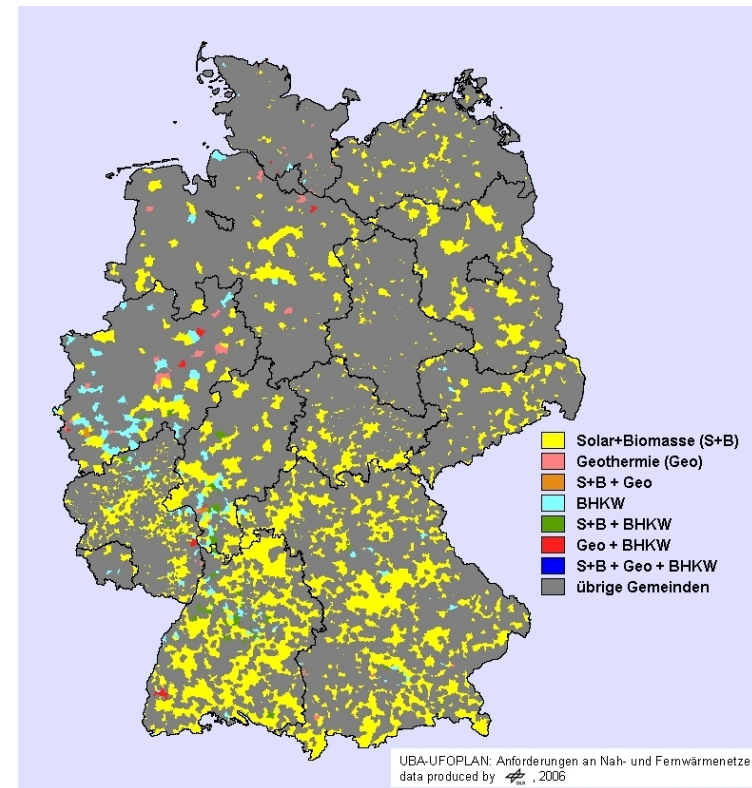 Solar+Biomasse (S+B)
Geothermie (Geo)
S+B + Geo
BHKW
S+B + BHKW
Geo + BHKW
S+B + Geo + BHKW
übrige Gemeinden
UBA-UFOPLAN: Anforderungen an Nah- und Fernwärmenetze
data produced by DLR , 2006